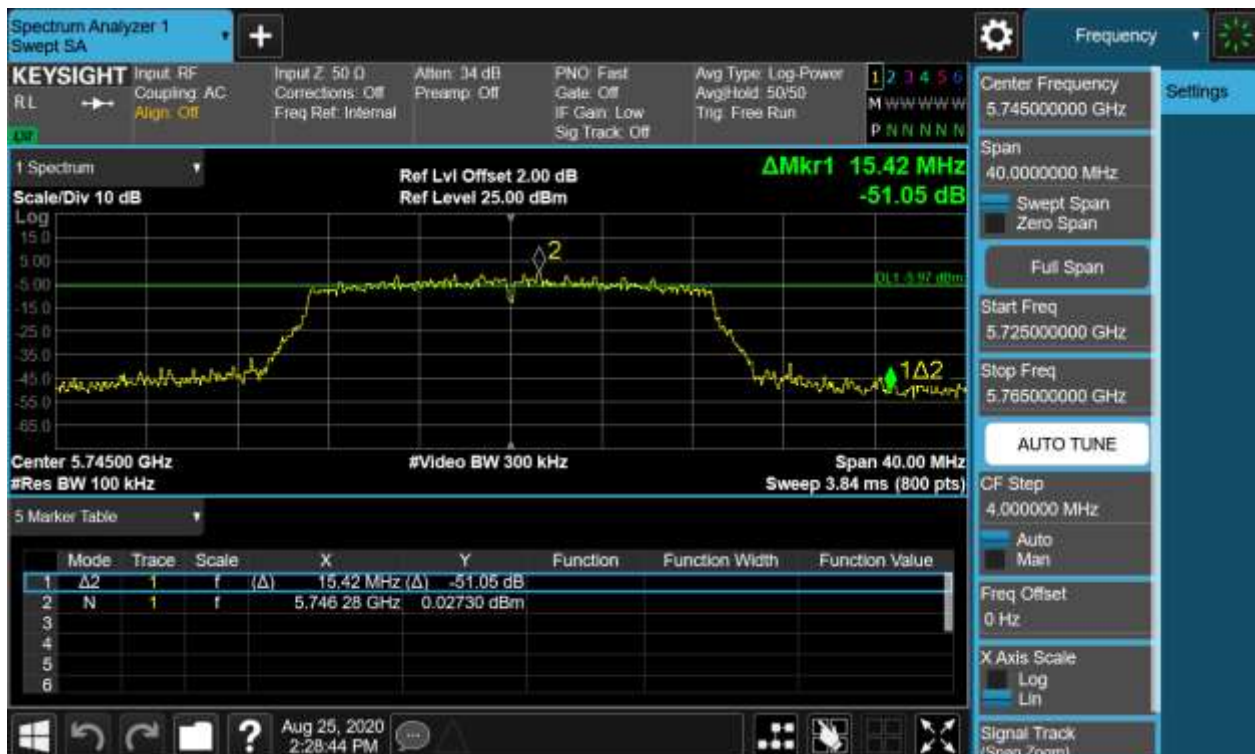 Spectrum Analyzer 1
Swept SA
Frequency
KEYSIGHT
RL
Input: RF
Coupling: AC
Align: Off
Input Z: 50 Ω
Corrections: Off
Freq Ref: Internal
Atten: 34 dB
Preamp: Off
PNO: Fast
Gate: Off
IF Gain: Low
Sig Track: Off
Avg Type: Log-Power
Avg|Hold: 50/50
Trig: Free Run
1 2 3 4 5 6
M W W W W W
P N N N N N
1 Spectrum
Scale/Div 10 dB
Ref Lvl Offset 2.00 dB
Ref Level 25.00 dBm
ΔMkr1 15.42 MHz
-51.05 dB
Log
15.0
5.00
-5.00
-15.0
-25.0
-35.0
-45.0
-55.0
-65.0
2
DL1 -5.97 dBm
1Δ2
Center 5.74500 GHz
#Res BW 100 kHz
#Video BW 300 kHz
Span 40.00 MHz
Sweep 3.84 ms (800 pts)
5 Marker Table
Mode Trace Scale X Y Function Function Width Function Value
1 Δ2 1 f (Δ) 15.42 MHz (Δ) -51.05 dB
2 N 1 f 5.746 28 GHz 0.02730 dBm
3
4
5
6
Aug 25, 2020
2:28:44 PM
Center Frequency
5.745000000 GHz
Settings
Span
40.0000000 MHz
Swept Span
Zero Span
Full Span
Start Freq
5.725000000 GHz
Stop Freq
5.765000000 GHz
AUTO TUNE
CF Step
4.000000 MHz
Auto
Man
Freq Offset
0 Hz
X Axis Scale
Log
Lin
Signal Track
(Span Zoom)